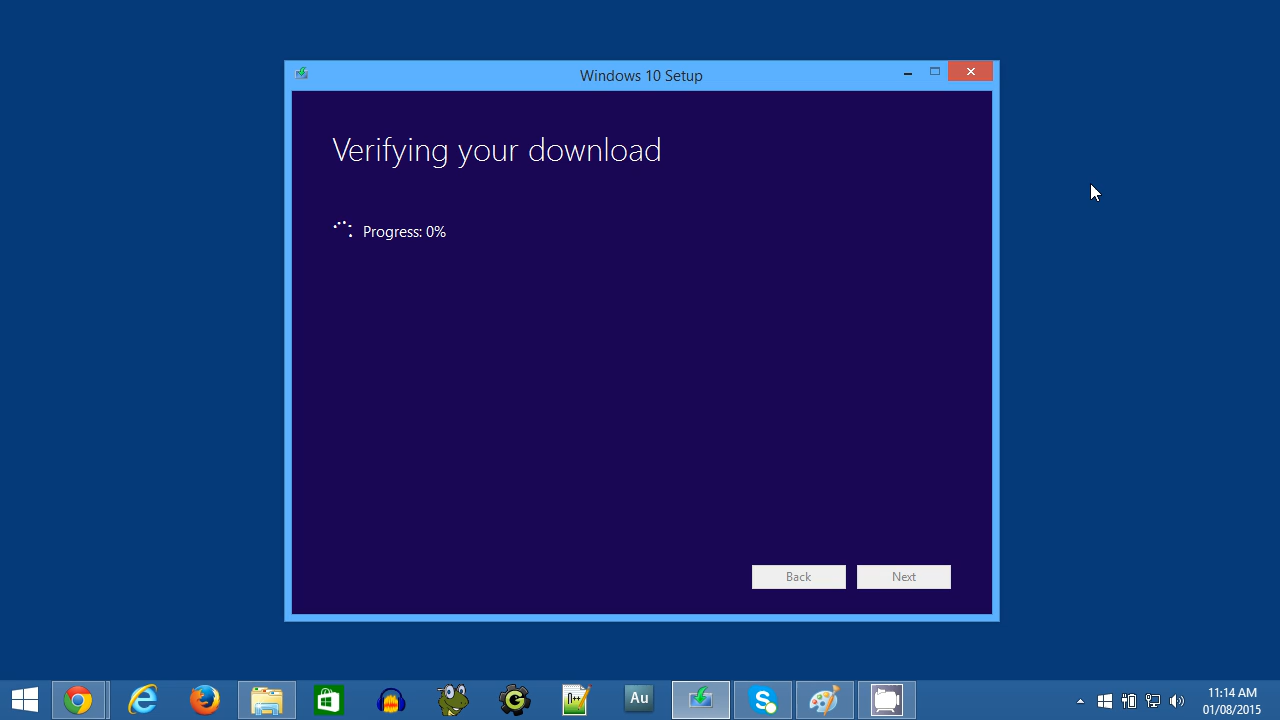 Windows 10 Setup
Verifying your download
Progress: 0%
Back
Next
n++
Au
S
11:14 AM
01/08/2015